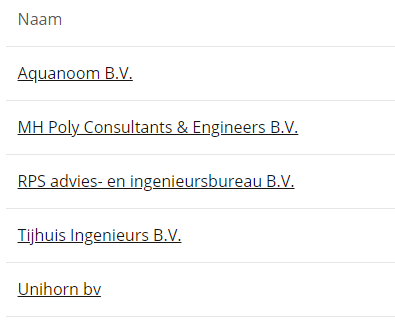 Naam
Aquanoom B.V.
MH Poly Consultants & Engineers B.V.
RPS advies- en ingenieursbureau B.V.
Tijhuis Ingenieurs B.V.
Unihorn bv